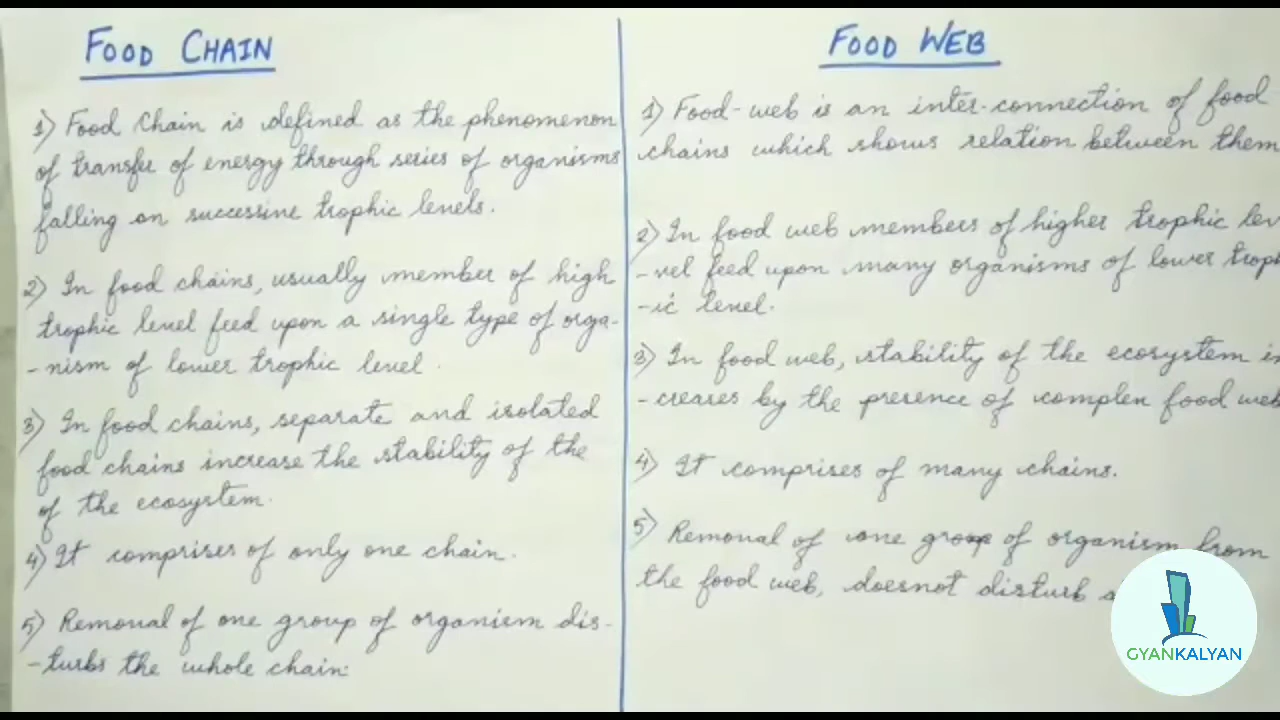 FOOD CHAIN
1) Food Chain is defined as the phenomenon
of transfer of energy through series of organisms
falling on successine trophic levels.
2) In food chains, usually member of high
trophic level feed upon a single type of orga-
-nism of lower trophic level.
3) In food chains, separate and isolated
food chains increase the stability of the
of the ecosystem.
4) It comprises of only one chain.
5) Removal of one group of organism dis-
-turbs the whole chain.
FOOD WEB
1) Food-web is an inter-connection of food
chains which shows relation between them
2) In food web members of higher trophic lev
-vel feed upon many organisms of lower troph
-ic level.
3) In food web, stability of the ecosystem in
-creases by the presence of complex food web
4) It comprises of many chains.
5) Removal of one group of organism from
the food web, doesnot disturb
GYANKALYAN